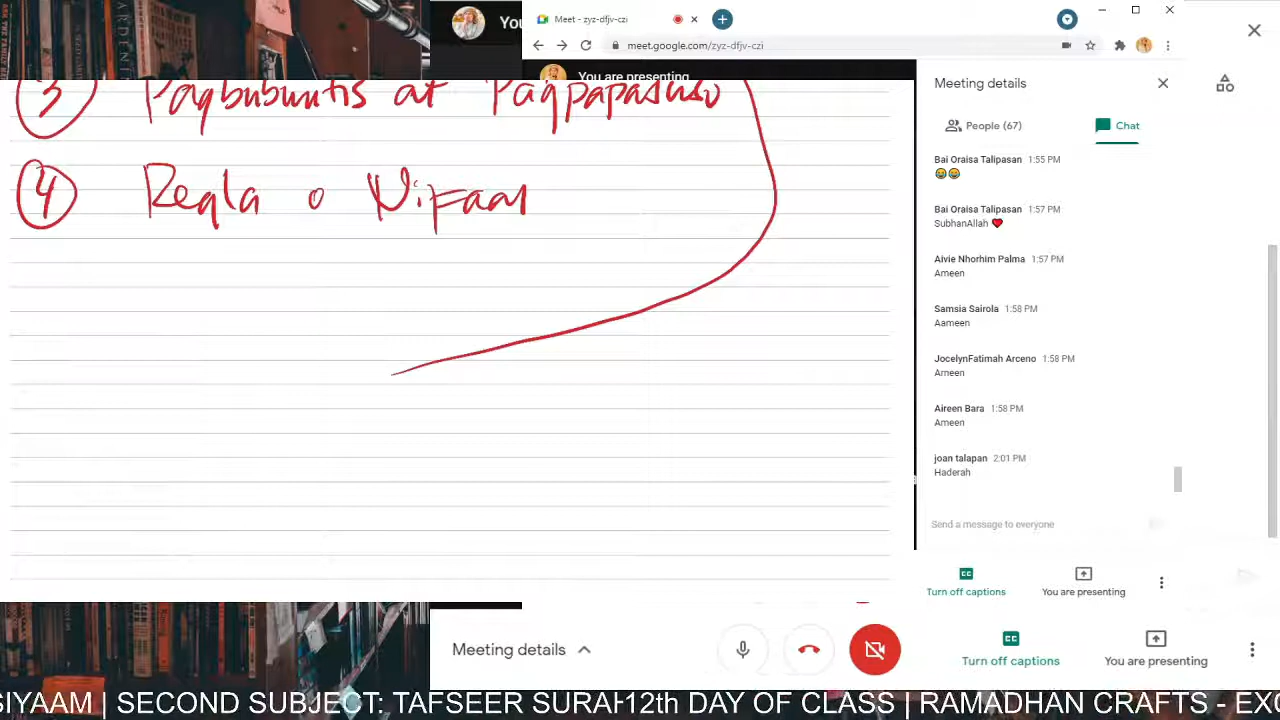 You
Meet - zyz-dfjv-czi
meet.google.com/zyz-dfjv-czi
You are presenting
3 Pagbubuntis at Pagpapasuso
4 Regla o Nifaas
Meeting details
People (67)
Chat
Bai Oraisa Talipasan 1:55 PM
😂😂
Bai Oraisa Talipasan 1:57 PM
SubhanAllah ❤️
Aivie Nhorhim Palma 1:57 PM
Ameen
Samsia Sairola 1:58 PM
Aameen
JocelynFatimah Arceno 1:58 PM
Ameen
Aireen Bara 1:58 PM
Ameen
joan talapan 2:01 PM
Haderah
Send a message to everyone
CC
Turn off captions
You are presenting
Meeting details
CC
Turn off captions
You are presenting
SIYAAM | SECOND SUBJECT: TAFSEER SURAH
12th DAY OF CLASS | RAMADHAN CRAFTS - EXC